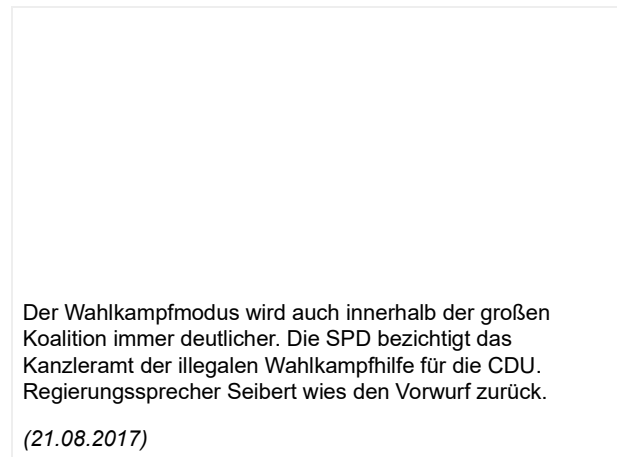 Der Wahlkampfmodus wird auch innerhalb der großen
Koalition immer deutlicher. Die SPD bezichtigt das
Kanzleramt der illegalen Wahlkampfhilfe für die CDU.
Regierungssprecher Seibert wies den Vorwurf zurück.
(21.08.2017)